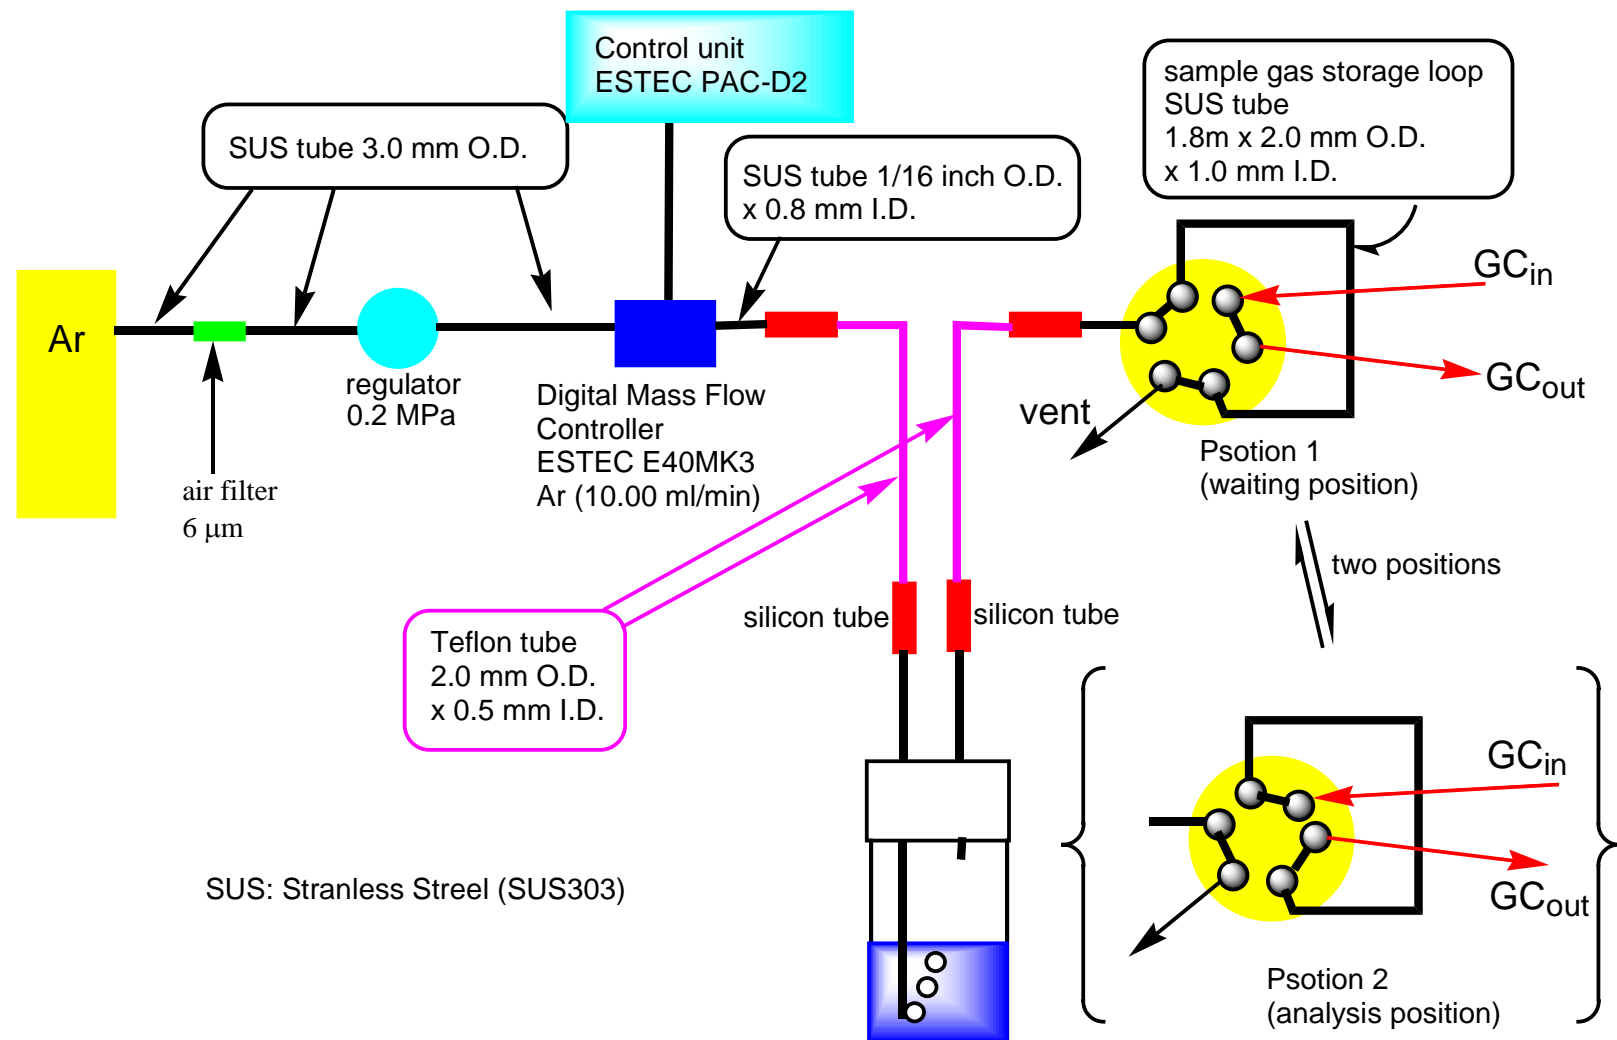 Control unit
ESTEC PAC-D2
sample gas storage loop
SUS tube
1.8m x 2.0 mm O.D.
x 1.0 mm I.D.
SUS tube 3.0 mm O.D.
SUS tube 1/16 inch O.D.
x 0.8 mm I.D.
Ar
GCin
GCout
regulator
0.2 MPa
Digital Mass Flow
Controller
ESTEC E40MK3
Ar (10.00 ml/min)
vent
Psotion 1
(waiting position)
air filter
6 μm
two positions
silicon tube
silicon tube
Teflon tube
2.0 mm O.D.
x 0.5 mm I.D.
GCin
GCout
SUS: Stranless Streel (SUS303)
Psotion 2
(analysis position)